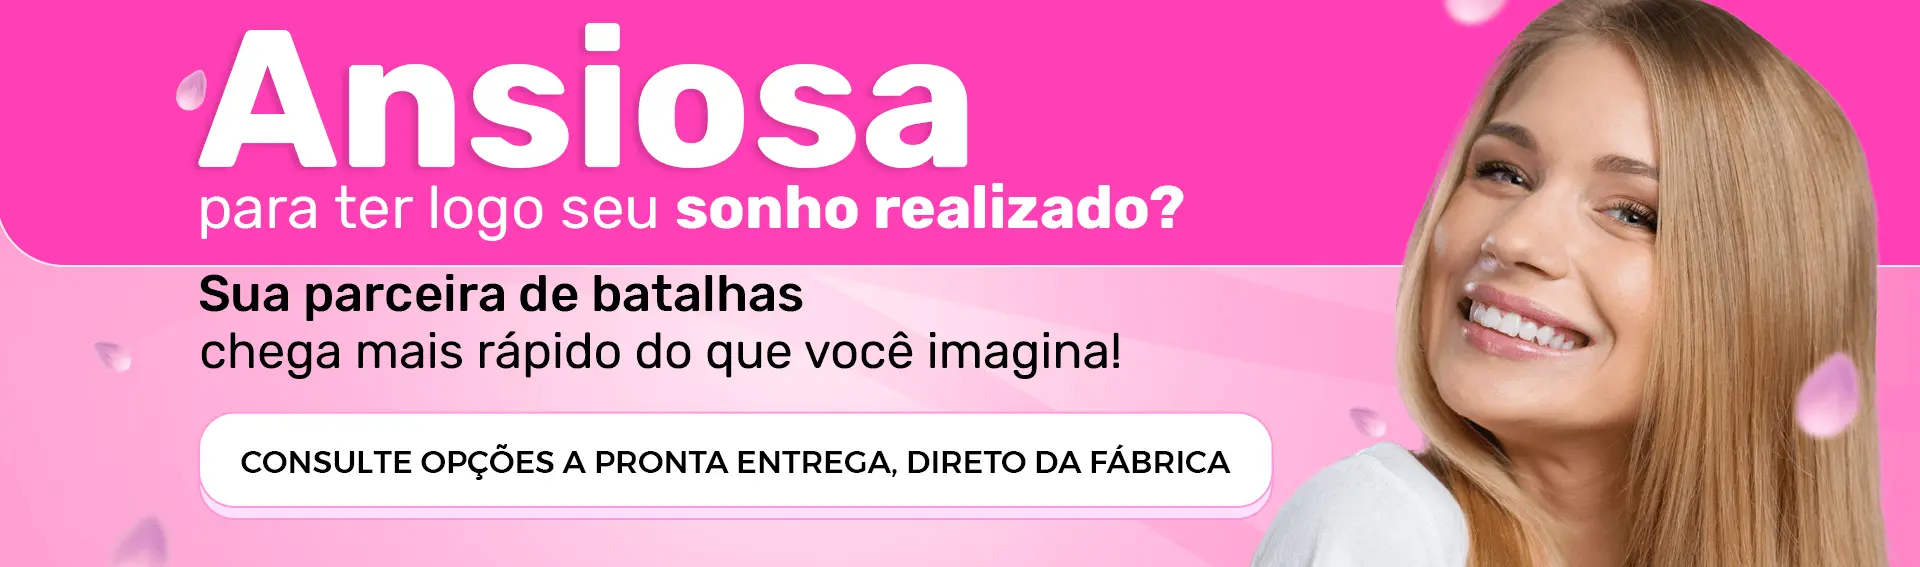 Ansiosa
para ter logo seu sonho realizado?
Sua parceira de batalhas
chega mais rápido do que você imagina!
CONSULTE OPÇÕES A PRONTA ENTREGA, DIRETO DA FÁBRICA